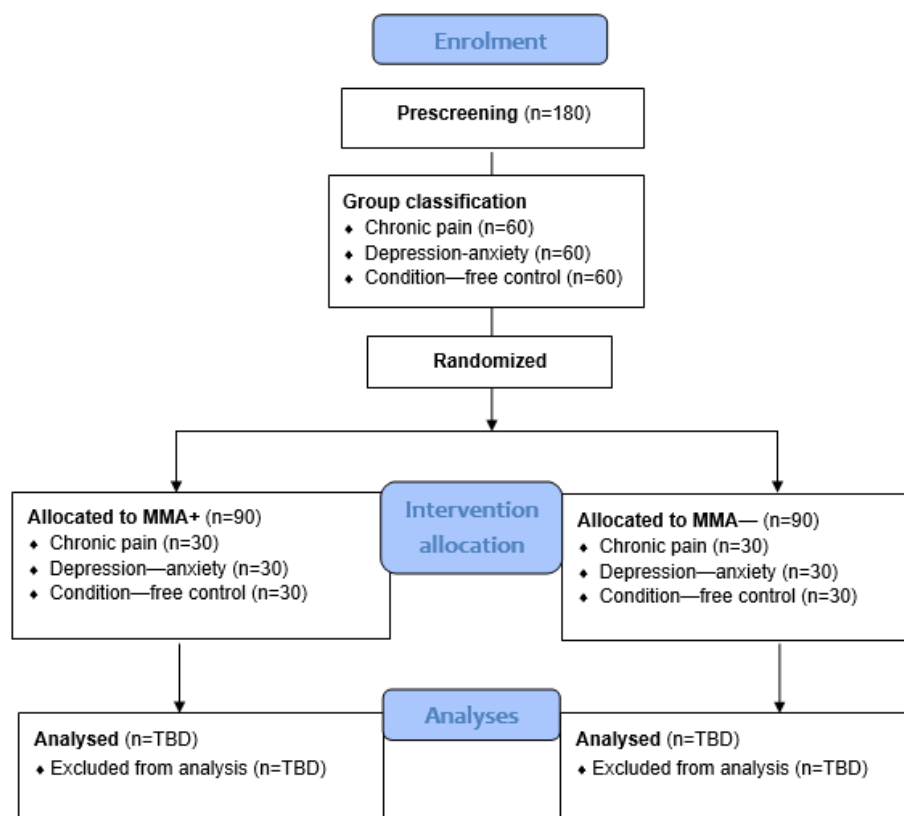 Enrolment
Prescreening (n=180)
Group classification
⬥ Chronic pain (n=60)
⬥ Depression-anxiety (n=60)
⬥ Condition—free control (n=60)
Randomized
Intervention
allocation
Allocated to MMA+ (n=90)
⬥ Chronic pain (n=30)
⬥ Depression—anxiety (n=30)
⬥ Condition—free control (n=30)
Allocated to MMA— (n=90)
⬥ Chronic pain (n=30)
⬥ Depression—anxiety (n=30)
⬥ Condition—free control (n=30)
Analyses
Analysed (n=TBD)
⬥ Excluded from analysis (n=TBD)
Analysed (n=TBD)
⬥ Excluded from analysis (n=TBD)